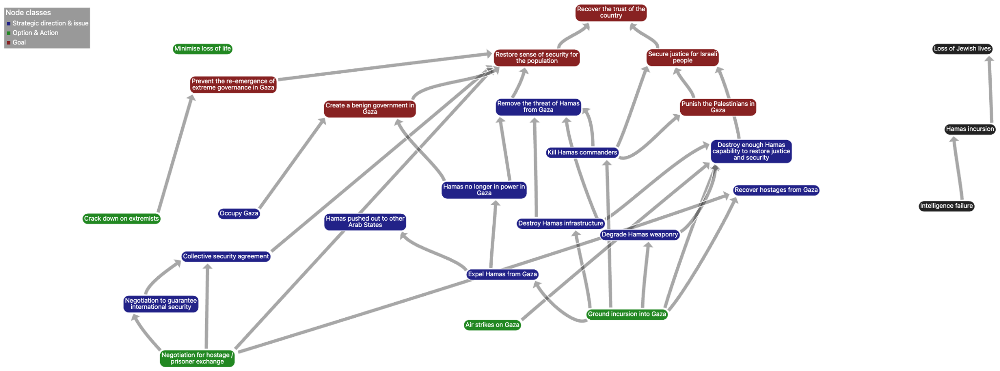 Node classes
Strategic direction & issue
Option & Action
Goal
Recover the trust of the
country
Minimise loss of life
Restore sense of security for
the population
Secure justice for Israeli
people
Loss of Jewish lives
Prevent the re-emergence of
extreme governance in Gaza
Create a benign government in
Gaza
Remove the threat of Hamas
from Gaza
Punish the Palestinians in
Gaza
Hamas incursion
Kill Hamas commanders
Destroy enough Hamas
capability to restore justice
and security
Hamas no longer in power in
Gaza
Recover hostages from Gaza
Intelligence failure
Crack down on extremists
Occupy Gaza
Hamas pushed out to other
Arab States
Destroy Hamas infrastructure
Degrade Hamas weaponry
Collective security agreement
Expel Hamas from Gaza
Negotiation to guarantee
international security
Ground incursion into Gaza
Air strikes on Gaza
Negotiation for hostage /
prisoner exchange